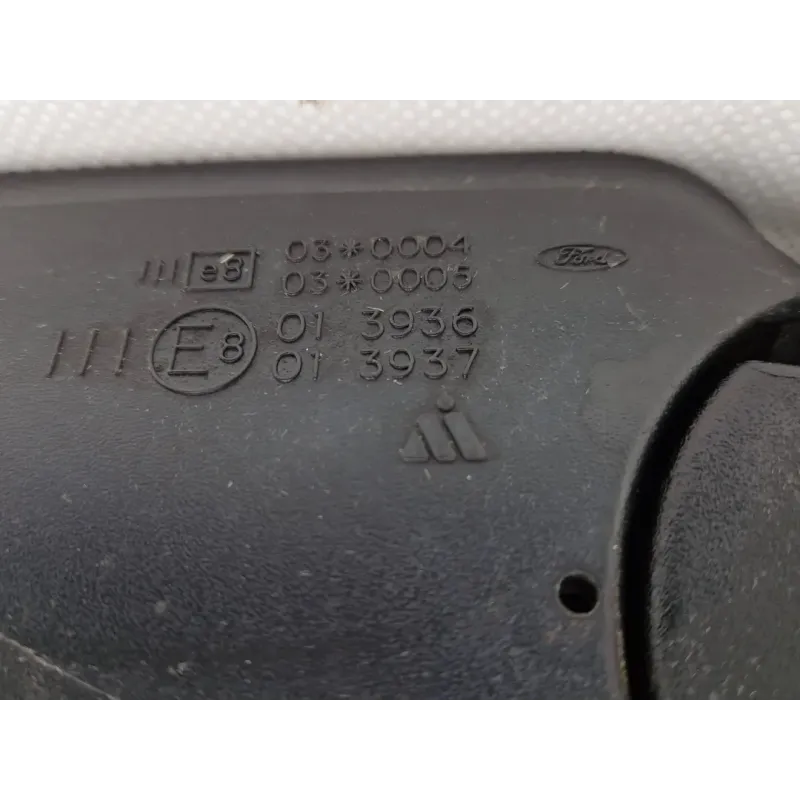 III e8 03*0004
03*0005
III E8 01 3936
01 3937
Ford